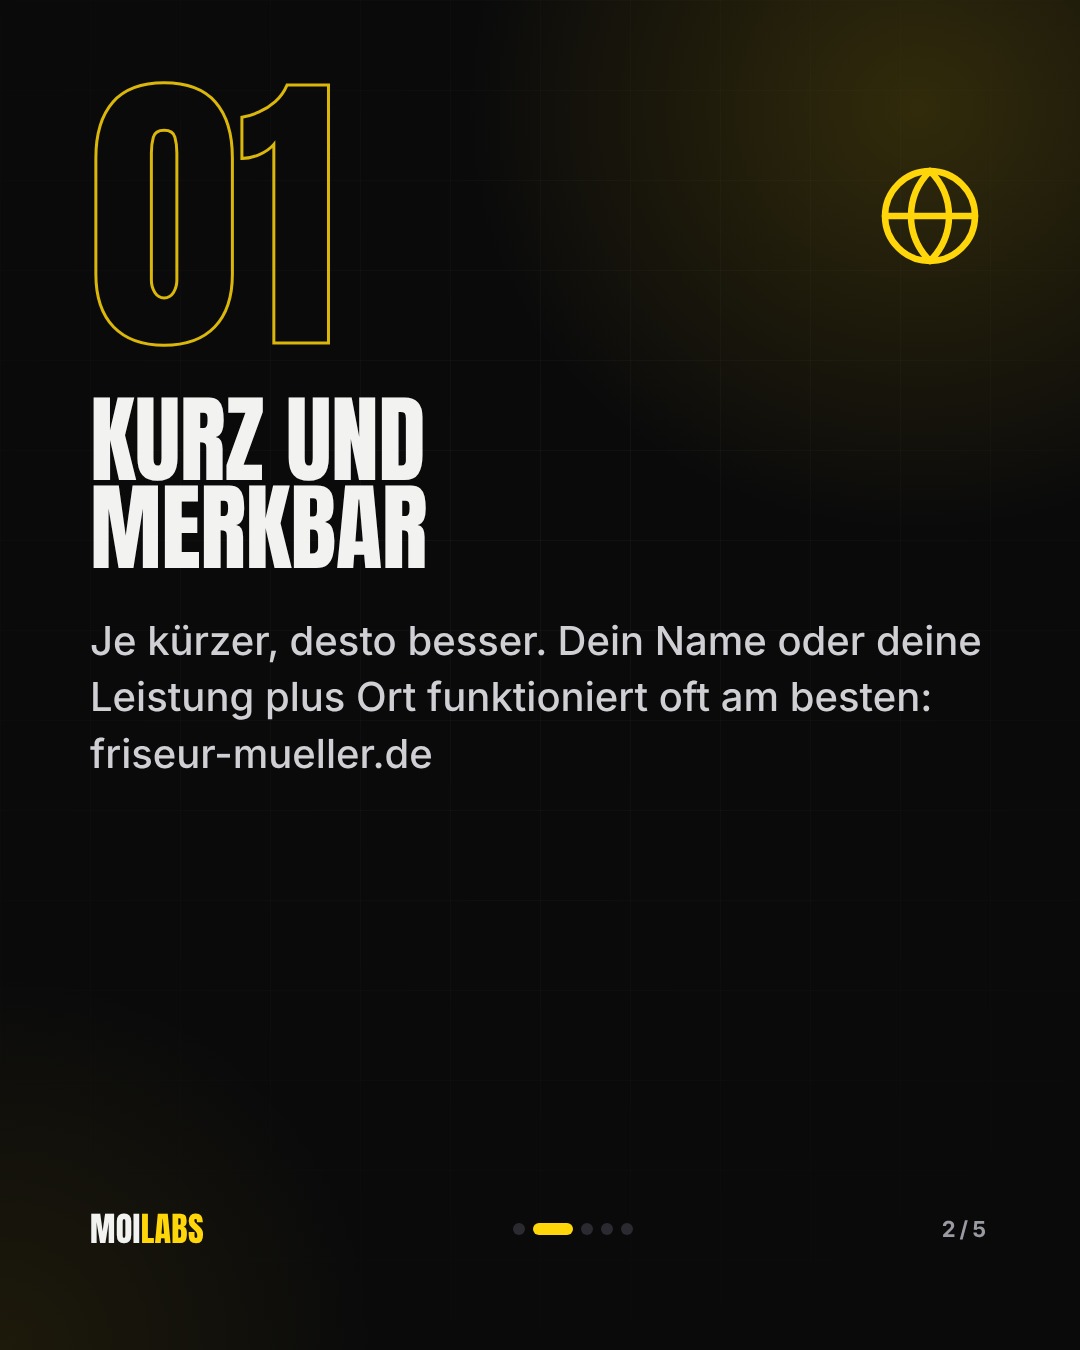 01
KURZ UND
MERKBAR
Je kürzer, desto besser. Dein Name oder deine
Leistung plus Ort funktioniert oft am besten:
friseur-mueller.de
MOILABS
2/5